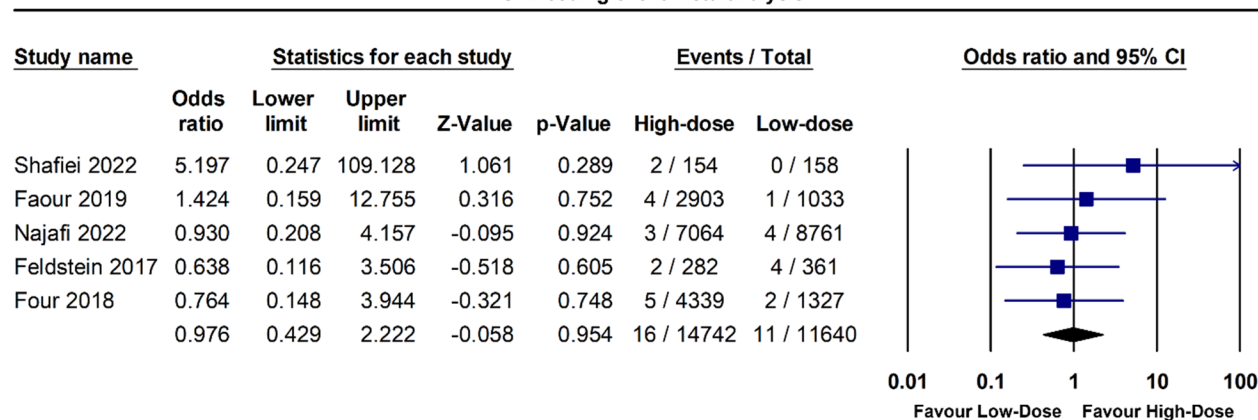 Study name Statistics for each study Events / Total Odds ratio and 95% CI
Odds Lower Upper
ratio limit limit Z-Value p-Value High-dose Low-dose
Shafiei 2022 5.197 0.247 109.128 1.061 0.289 2 / 154 0 / 158
Faour 2019 1.424 0.159 12.755 0.316 0.752 4 / 2903 1 / 1033
Najafi 2022 0.930 0.208 4.157 -0.095 0.924 3 / 7064 4 / 8761
Feldstein 2017 0.638 0.116 3.506 -0.518 0.605 2 / 282 4 / 361
Four 2018 0.764 0.148 3.944 -0.321 0.748 5 / 4339 2 / 1327
0.976 0.429 2.222 -0.058 0.954 16 / 14742 11 / 11640
0.01 0.1 1 10 100
Favour Low-Dose Favour High-Dose